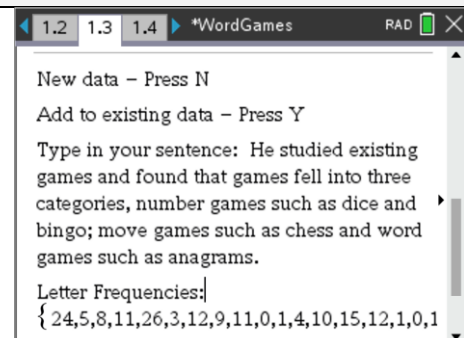 1.2 1.3 1.4 *WordGames RAD
New data – Press N
Add to existing data – Press Y
Type in your sentence: He studied existing
games and found that games fell into three
categories, number games such as dice and
bingo; move games such as chess and word
games such as anagrams.
Letter Frequencies:
{24,5,8,11,26,3,12,9,11,0,1,4,10,15,12,1,0,1